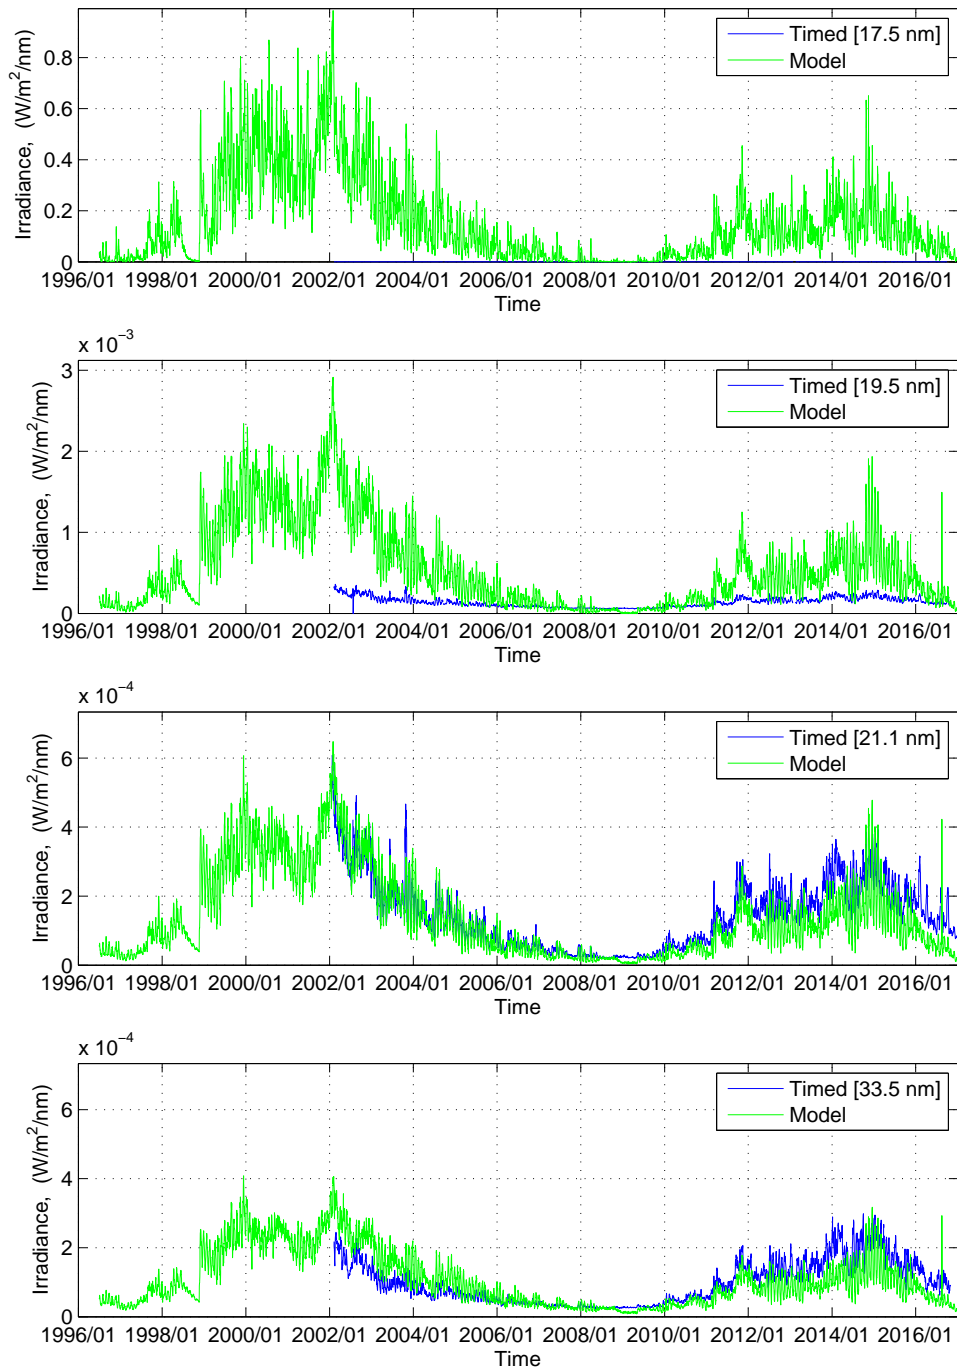 Timed [17.5 nm]
Model
0.8
0.6
0.4
0.2
0
Irradiance, (W/m²/nm)
1996/01 1998/01 2000/01 2002/01 2004/01 2006/01 2008/01 2010/01 2012/01 2014/01 2016/01
Time
x 10⁻³
Timed [19.5 nm]
Model
3
2
1
0
Irradiance, (W/m²/nm)
1996/01 1998/01 2000/01 2002/01 2004/01 2006/01 2008/01 2010/01 2012/01 2014/01 2016/01
Time
x 10⁻⁴
Timed [21.1 nm]
Model
6
4
2
0
Irradiance, (W/m²/nm)
1996/01 1998/01 2000/01 2002/01 2004/01 2006/01 2008/01 2010/01 2012/01 2014/01 2016/01
Time
x 10⁻⁴
Timed [33.5 nm]
Model
6
4
2
0
Irradiance, (W/m²/nm)
1996/01 1998/01 2000/01 2002/01 2004/01 2006/01 2008/01 2010/01 2012/01 2014/01 2016/01
Time